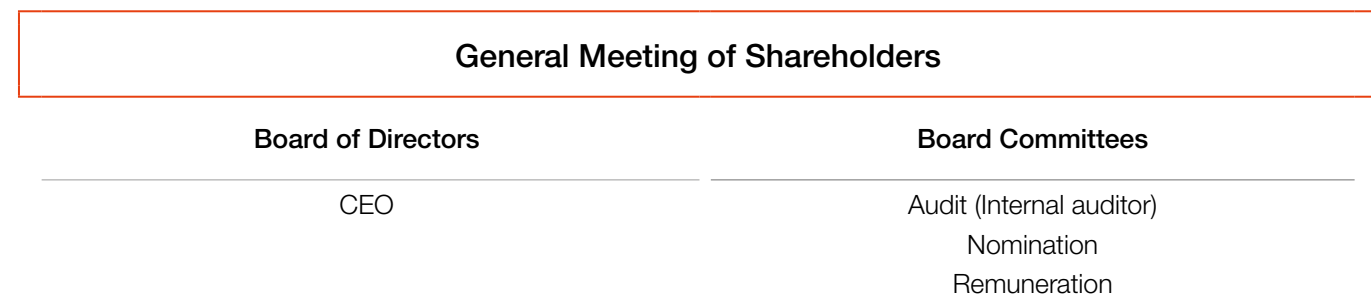 General Meeting of Shareholders
Board of Directors
Board Committees
CEO
Audit (Internal auditor)
Nomination
Remuneration